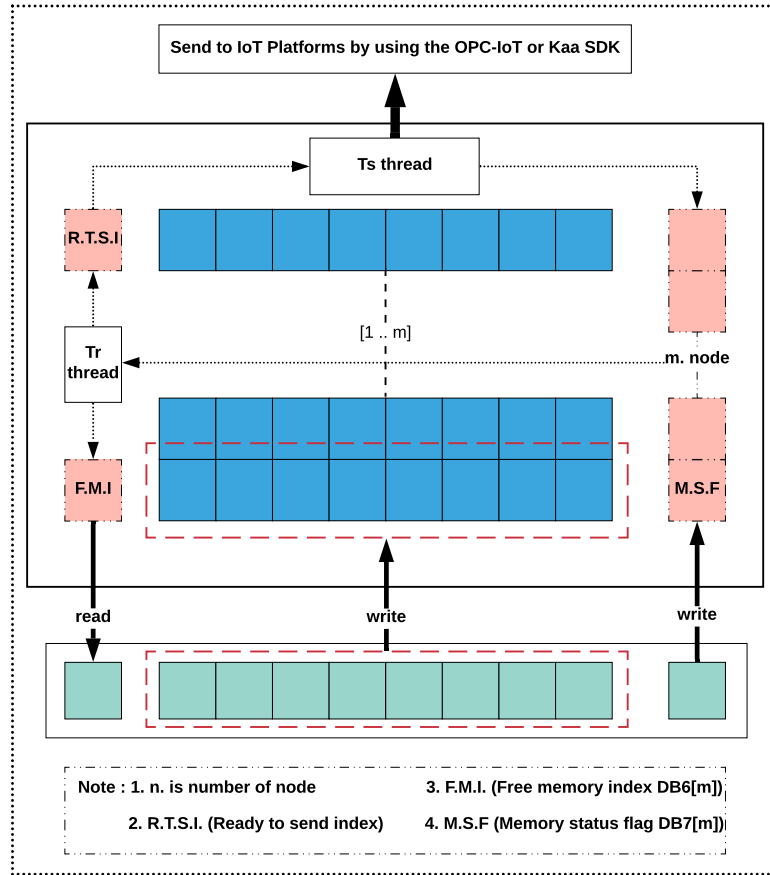 Send to IoT Platforms by using the OPC-IoT or Kaa SDK
Ts thread
R.T.S.I
[1 .. m]
Tr
thread
m. node
F.M.I
M.S.F
read
write
write
Note : 1. n. is number of node
3. F.M.I. (Free memory index DB6[m])
2. R.T.S.I. (Ready to send index)
4. M.S.F (Memory status flag DB7[m])